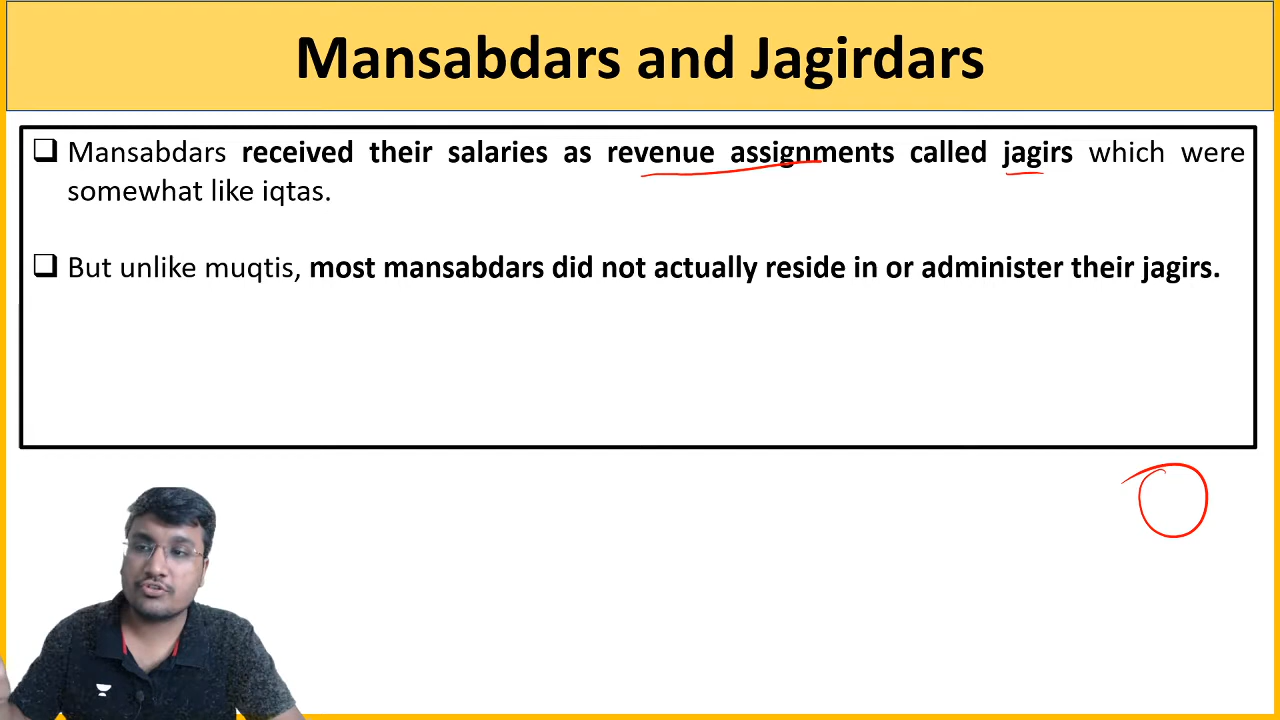 Mansabdars and Jagirdars
❑ Mansabdars received their salaries as revenue assignments called jagirs which were
somewhat like iqtas.
❑ But unlike muqtis, most mansabdars did not actually reside in or administer their jagirs.